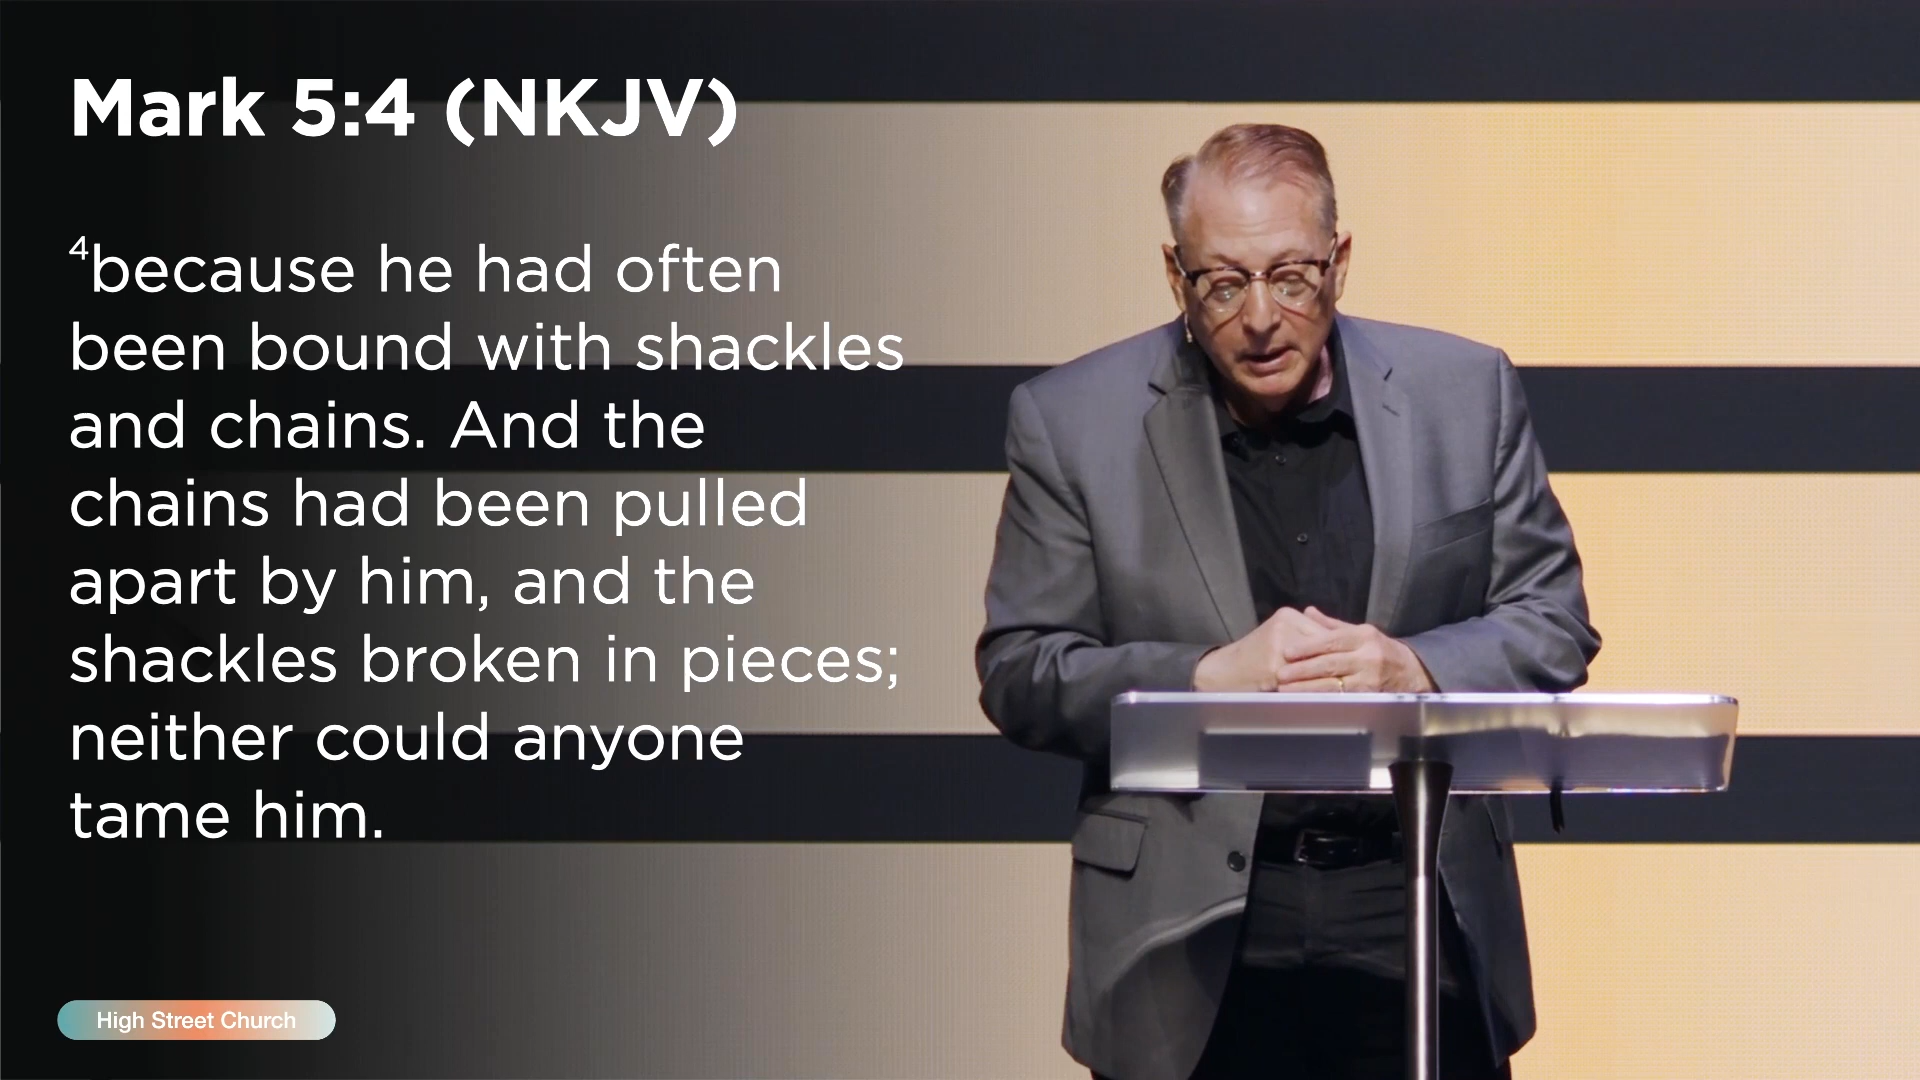 Mark 5:4 (NKJV)
⁴because he had often
been bound with shackles
and chains. And the
chains had been pulled
apart by him, and the
shackles broken in pieces;
neither could anyone
tame him.
High Street Church